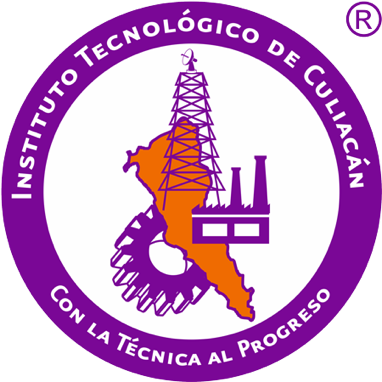 ®
INSTITUTO TECNOLÓGICO DE CULIACÁN
CON LA TÉCNICA AL PROGRESO